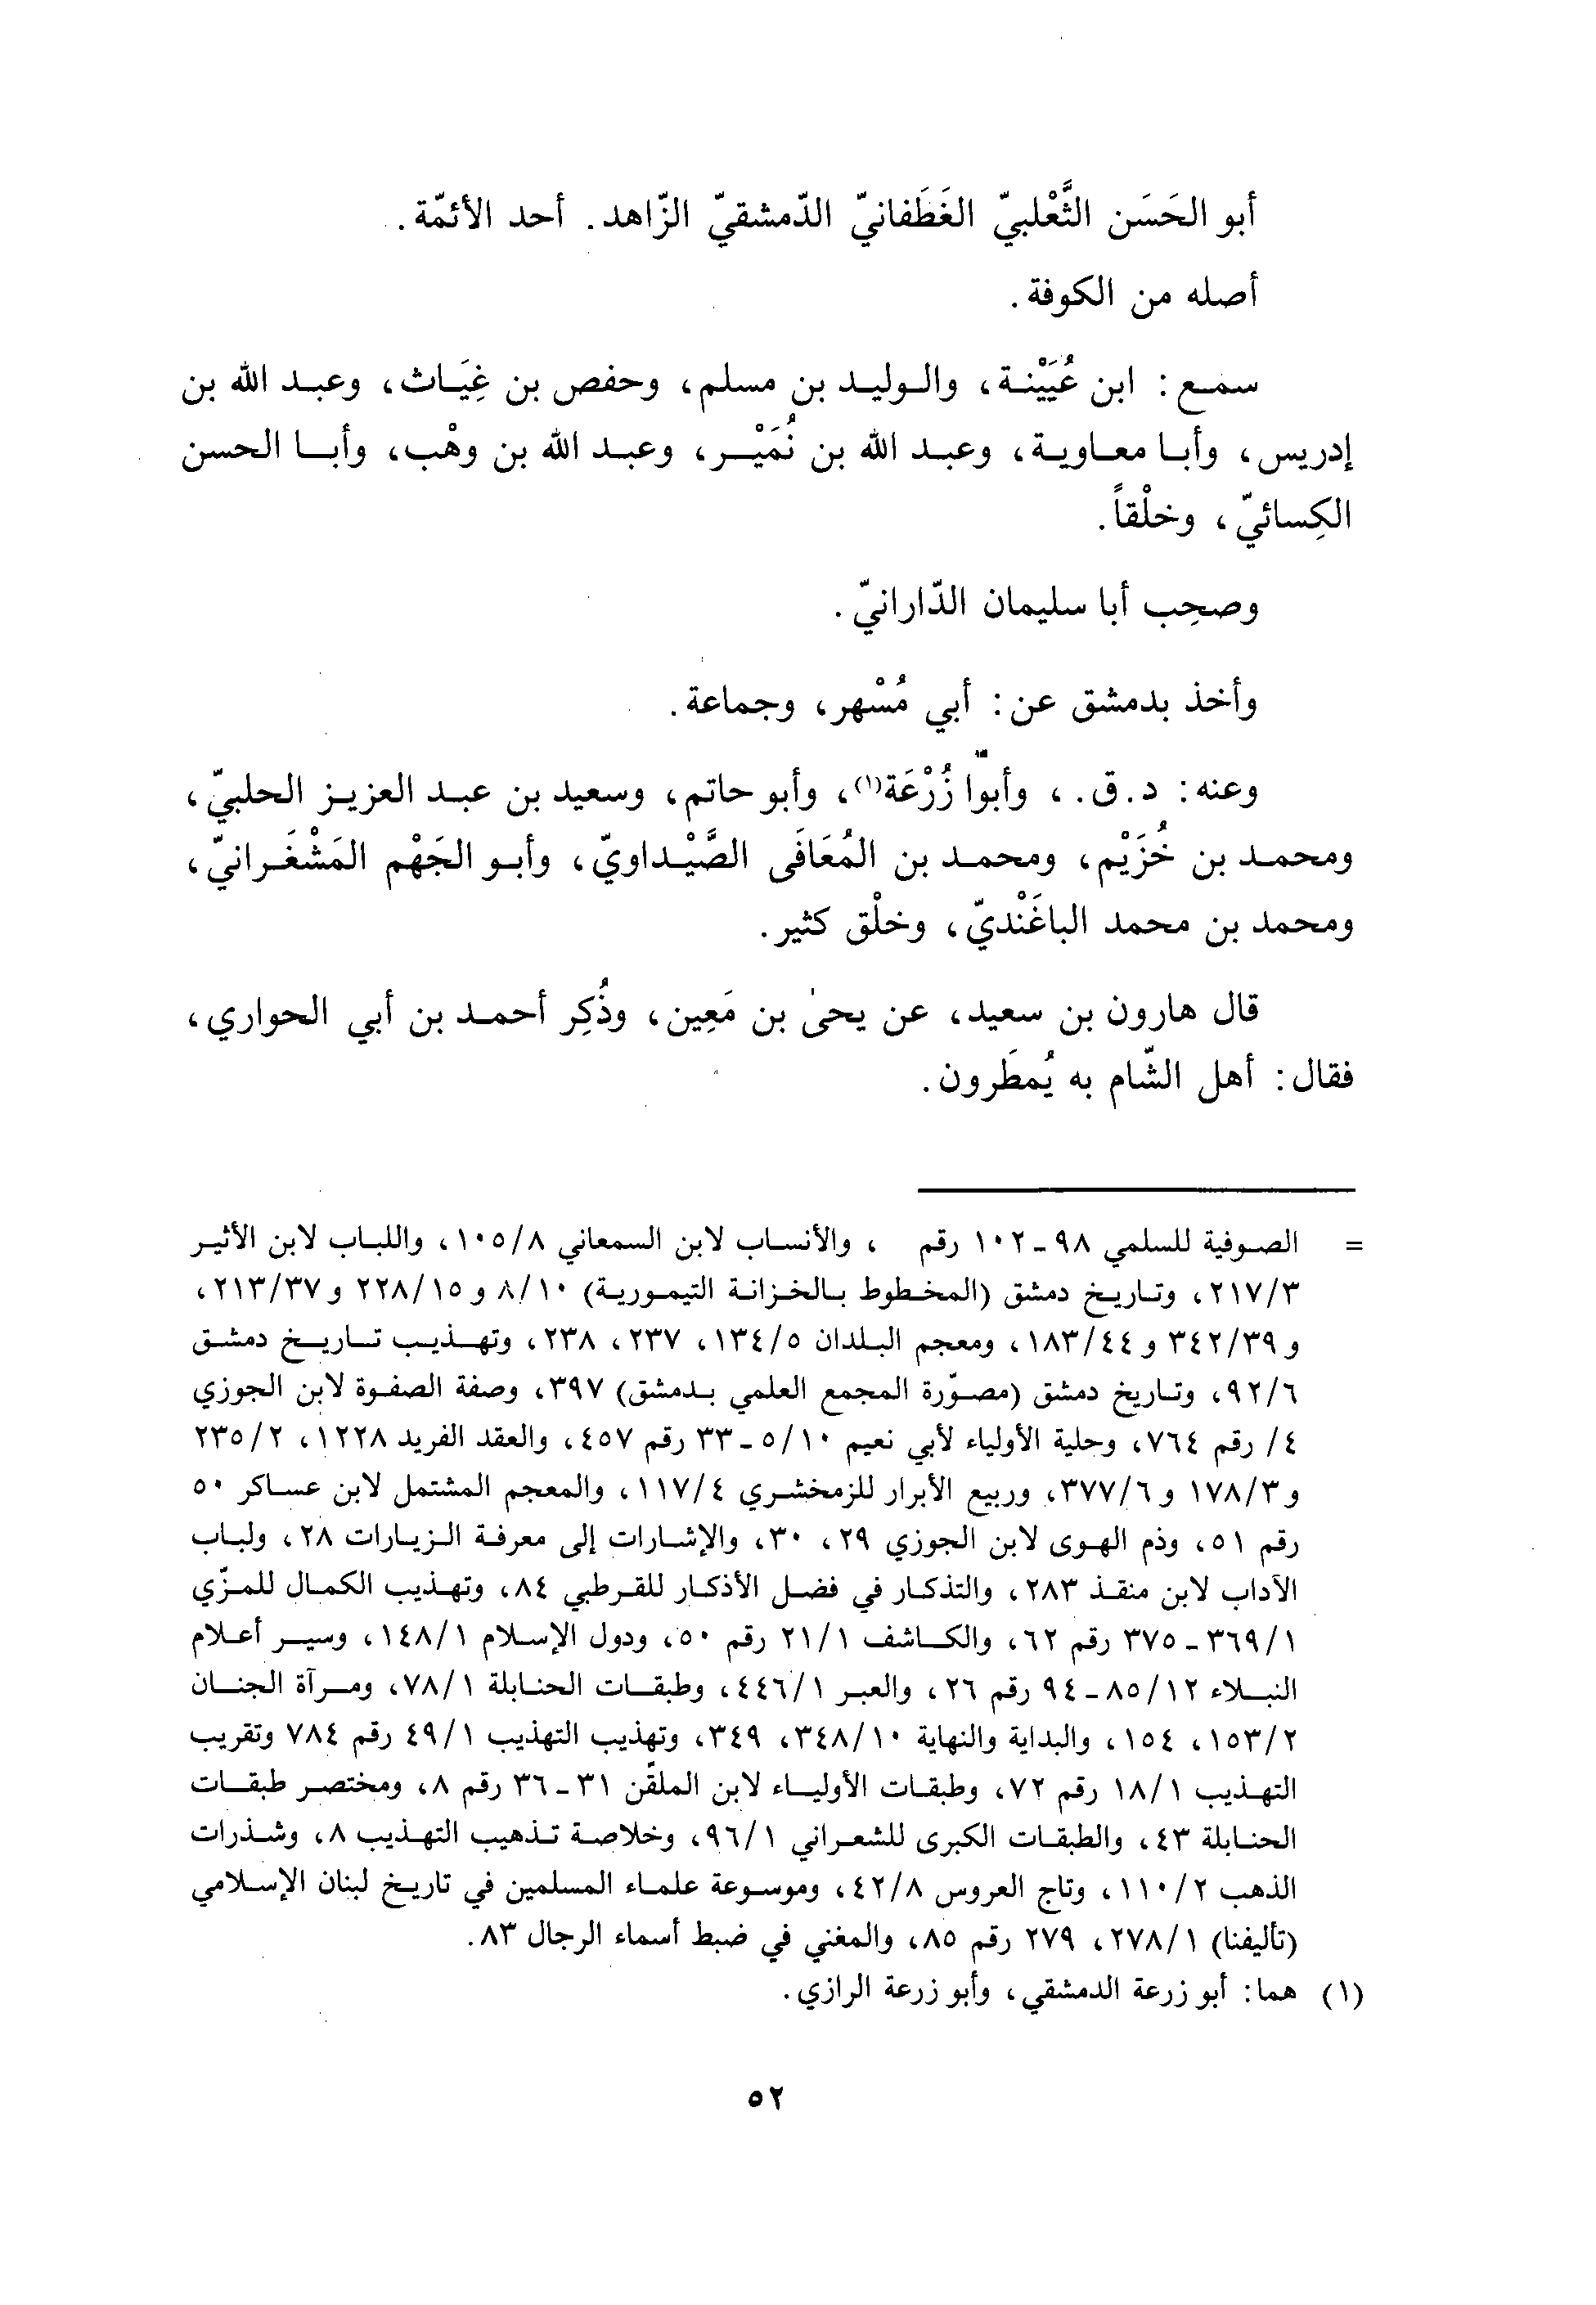 أبو الحَسَن الثَّعْلبيّ الغَطَفانيّ الدّمشقيّ الزّاهد. أحد الأئمّة.
أصله من الكوفة.
سمع: ابن عُيَيْنة، والوليد بن مسلم، وحفص بن غِيَاث، وعبد الله بن
إدريس، وأبا معاوية، وعبد الله بن نُمَيْر، وعبد الله بن وهْب، وأبا الحسن
الكِسائيّ، وخلْقاً.
وصحِب أبا سليمان الدّارانيّ.
وأخذ بدمشق عن: أبي مُسْهر، وجماعة.
وعنه: د. ق.، وأبوا زُرْعَة(١)، وأبو حاتم، وسعيد بن عبد العزيز الحلبيّ،
ومحمد بن خُزَيْم، ومحمد بن المُعَافَى الصَّيْداويّ، وأبو الجَهْم المَشْغَرانيّ،
ومحمد بن محمد الباغَنْديّ، وخلْق كثير.
قال هارون بن سعيد، عن يحيٰ بن مَعِين، وذُكِر أحمد بن أبي الحواري،
فقال: أهل الشّام به يُمطَرون.
= الصوفية للسلمي ٩٨ ـ ١٠٢ رقم ، والأنساب لابن السمعاني ١٠٥/٨، واللباب لابن الأثير
٢١٧/٣، وتاريخ دمشق (المخطوط بالخزانة التيمورية) ٨/١٠ و ٢٢٨/١٥ و ٢١٣/٣٧،
و ٣٤٢/٣٩ و ١٨٣/٤٤، ومعجم البلدان ١٣٤/٥، ٢٣٧، ٢٣٨، وتهذيب تاريخ دمشق
٩٢/٦، وتاريخ دمشق (مصوّرة المجمع العلمي بدمشق) ٣٩٧، وصفة الصفوة لابن الجوزي
٤/ رقم ٧٦٤، وحلية الأولياء لأبي نعيم ٥/١٠ ـ ٣٣ رقم ٤٥٧، والعقد الفريد ١٢٢٨، ٢٣٥/٢
و ١٧٨/٣ و ٣٧٧/٦، وربيع الأبرار للزمخشري ١١٧/٤، والمعجم المشتمل لابن عساكر ٥٠
رقم ٥١، وذم الهوى لابن الجوزي ٢٩، ٣٠، والإشارات إلى معرفة الزيارات ٢٨، ولباب
الآداب لابن منقذ ٢٨٣، والتذكار في فضل الأذكار للقرطبي ٨٤، وتهذيب الكمال للمزّي
٣٦٩/١ ـ ٣٧٥ رقم ٦٢، والكاشف ٢١/١ رقم ٥٠، ودول الإسلام ١٤٨/١، وسير أعلام
النبلاء ٨٥/١٢ ـ ٩٤ رقم ٢٦، والعبر ٤٤٦/١، وطبقات الحنابلة ٧٨/١، ومرآة الجنان
١٥٣/٢، ١٥٤، والبداية والنهاية ٣٤٨/١٠، ٣٤٩، وتهذيب التهذيب ٤٩/١ رقم ٧٨٤ وتقريب
التهذيب ١٨/١ رقم ٧٢، وطبقات الأولياء لابن الملقّن ٣١ ـ ٣٦ رقم ٨، ومختصر طبقات
الحنابلة ٤٣، والطبقات الكبرى للشعراني ٩٦/١، وخلاصة تذهيب التهذيب ٨، وشذرات
الذهب ١١٠/٢، وتاج العروس ٤٢/٨، وموسوعة علماء المسلمين في تاريخ لبنان الإسلامي
(تأليفنا) ٢٧٨/١، ٢٧٩ رقم ٨٥، والمغني في ضبط أسماء الرجال ٨٣.
(١) هما: أبو زرعة الدمشقي، وأبو زرعة الرازي.
٥٢